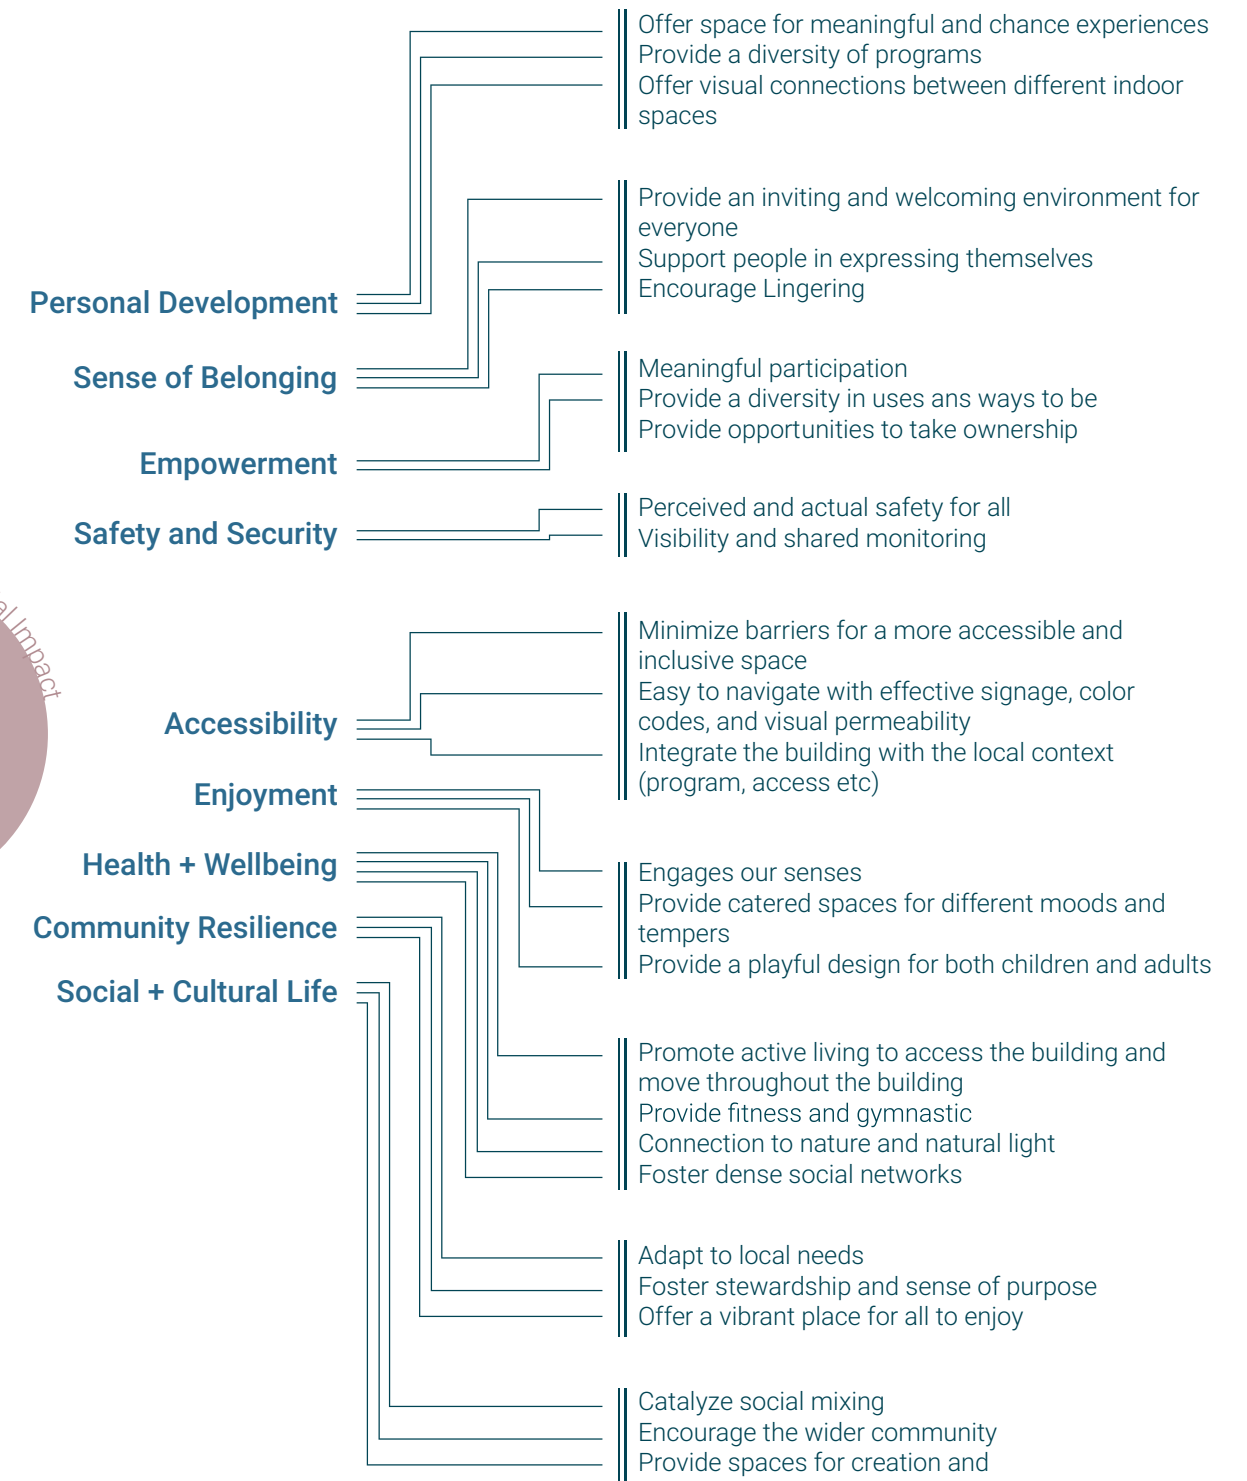 Offer space for meaningful and chance experiences
Provide a diversity of programs
Offer visual connections between different indoor
spaces
Provide an inviting and welcoming environment for
everyone
Support people in expressing themselves
Encourage Lingering
Personal Development
Sense of Belonging
Meaningful participation
Provide a diversity in uses ans ways to be
Provide opportunities to take ownership
Empowerment
Safety and Security
Perceived and actual safety for all
Visibility and shared monitoring
al Impact
Minimize barriers for a more accessible and
inclusive space
Easy to navigate with effective signage, color
codes, and visual permeability
Integrate the building with the local context
(program, access etc)
Accessibility
Enjoyment
Health + Wellbeing
Community Resilience
Social + Cultural Life
Engages our senses
Provide catered spaces for different moods and
tempers
Provide a playful design for both children and adults
Promote active living to access the building and
move throughout the building
Provide fitness and gymnastic
Connection to nature and natural light
Foster dense social networks
Adapt to local needs
Foster stewardship and sense of purpose
Offer a vibrant place for all to enjoy
Catalyze social mixing
Encourage the wider community
Provide spaces for creation and